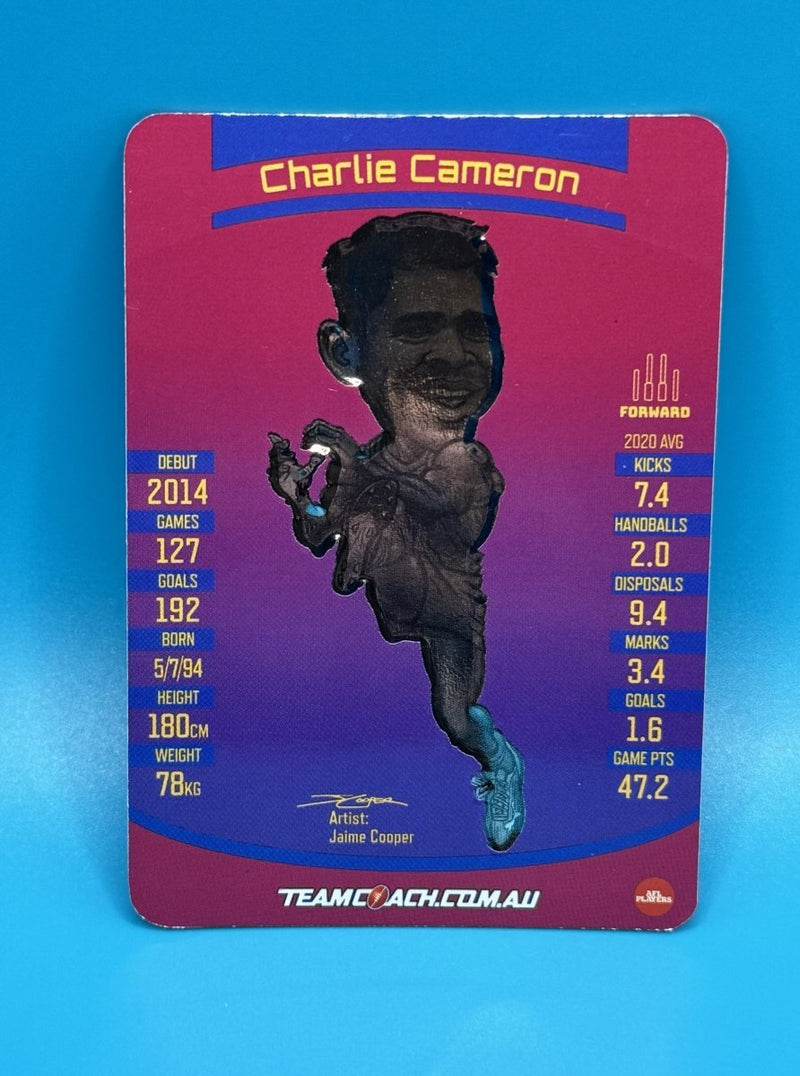 Charlie Cameron
DEBUT
2014
GAMES
127
GOALS
192
BORN
5/7/94
HEIGHT
180CM
WEIGHT
78KG
FORWARD
2020 AVG
KICKS
7.4
HANDBALLS
2.0
DISPOSALS
9.4
MARKS
3.4
GOALS
1.6
GAME PTS
47.2
J COOPER
Artist:
Jaime Cooper
TEAMCOACH.COM.AU
AFL
PLAYERS